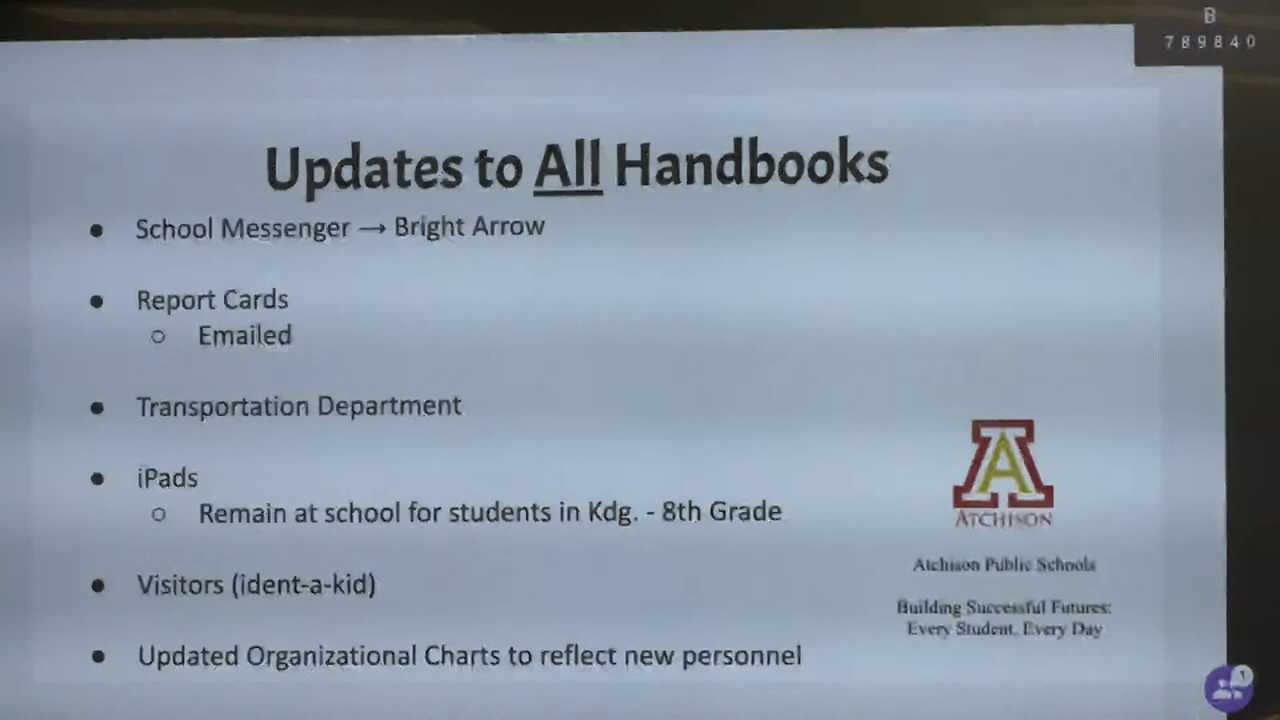 B
789840
Updates to All Handbooks
● School Messenger → Bright Arrow
● Report Cards
○ Emailed
● Transportation Department
● iPads
○ Remain at school for students in Kdg. - 8th Grade
● Visitors (ident-a-kid)
● Updated Organizational Charts to reflect new personnel
A
ATCHISON
Atchison Public Schools
Building Successful Futures:
Every Student, Every Day
1